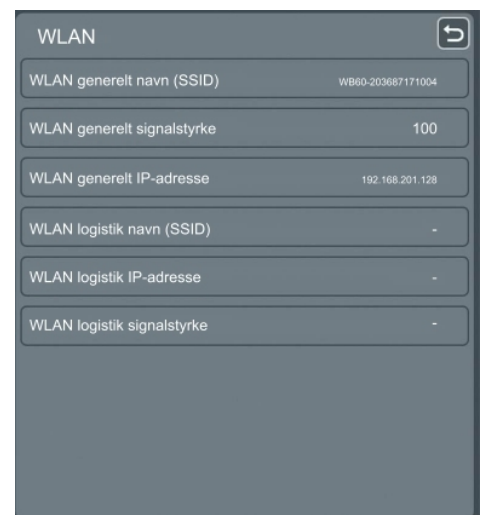 WLAN
WLAN generelt navn (SSID) WB60-203687171004
WLAN generelt signalstyrke 100
WLAN generelt IP-adresse 192.168.201.128
WLAN logistik navn (SSID) -
WLAN logistik IP-adresse -
WLAN logistik signalstyrke -